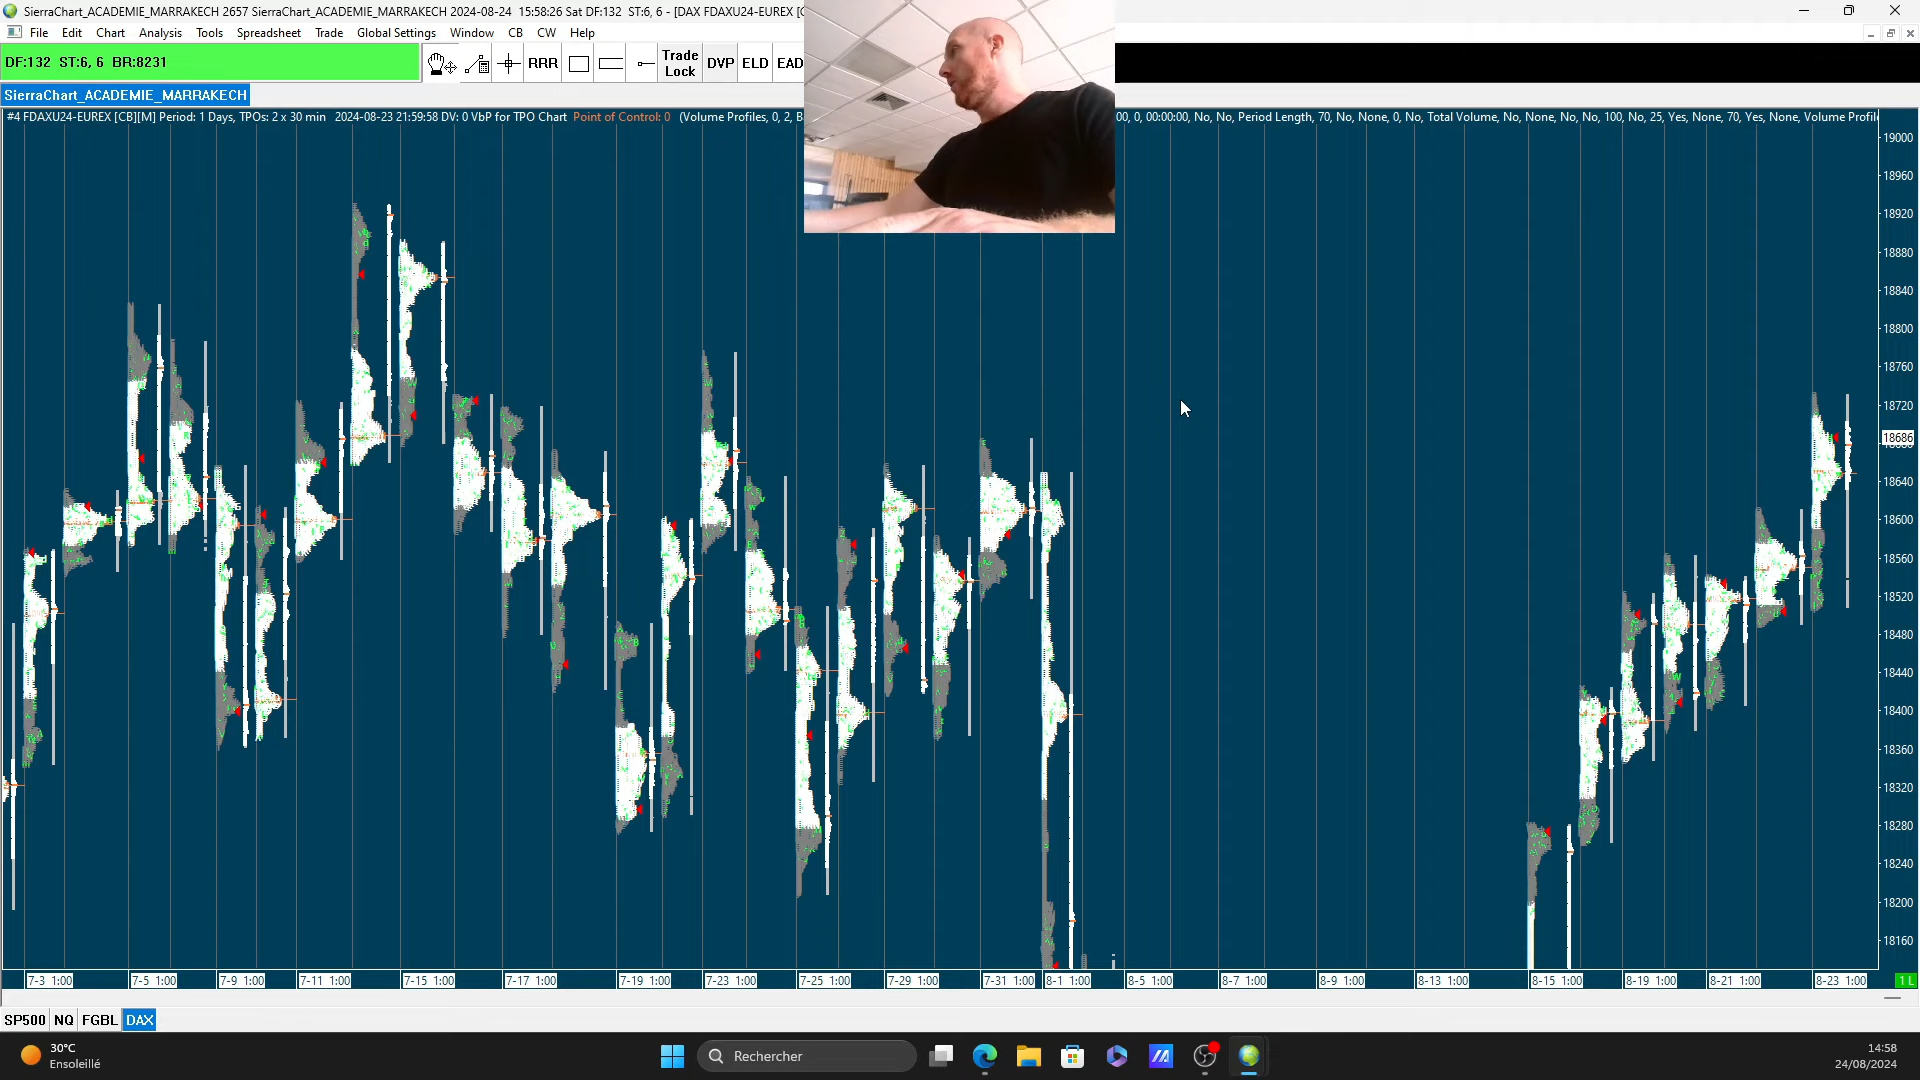 SierraChart_ACADEMIE_MARRAKECH 2657 SierraChart_ACADEMIE_MARRAKECH 2024-08-24 15:58:26 Sat DF:132 ST:6, 6 - [DAX FDAXU24-EUREX [C
File Edit Chart Analysis Tools Spreadsheet Trade Global Settings Window CB CW Help
DF:132 ST:6, 6 BR:8231
RRR Trade Lock DVP ELD EAD
SierraChart_ACADEMIE_MARRAKECH
#4 FDAXU24-EUREX [CB][M] Period: 1 Days, TPOs: 2 x 30 min 2024-08-23 21:59:58 DV: 0 VbP for TPO Chart Point of Control: 0 (Volume Profiles, 0, 2, B
00, 0, 00:00:00, No, No, Period Length, 70, No, None, 0, No, Total Volume, No, None, No, No, 100, No, 25, Yes, None, 70, Yes, None, Volume Profil
19000
18960
18920
18880
18840
18800
18760
18720
18686
18640
18600
18560
18520
18480
18440
18400
18360
18320
18280
18240
18200
18160
7-3 1:00 7-5 1:00 7-9 1:00 7-11 1:00 7-15 1:00 7-17 1:00 7-19 1:00 7-23 1:00 7-25 1:00 7-29 1:00 7-31 1:00 8-1 1:00 8-5 1:00 8-7 1:00 8-9 1:00 8-13 1:00 8-15 1:00 8-19 1:00 8-21 1:00 8-23 1:00 1 L
SP500 NQ FGBL DAX
30°C
Ensoleillé
Rechercher
14:58
24/08/2024